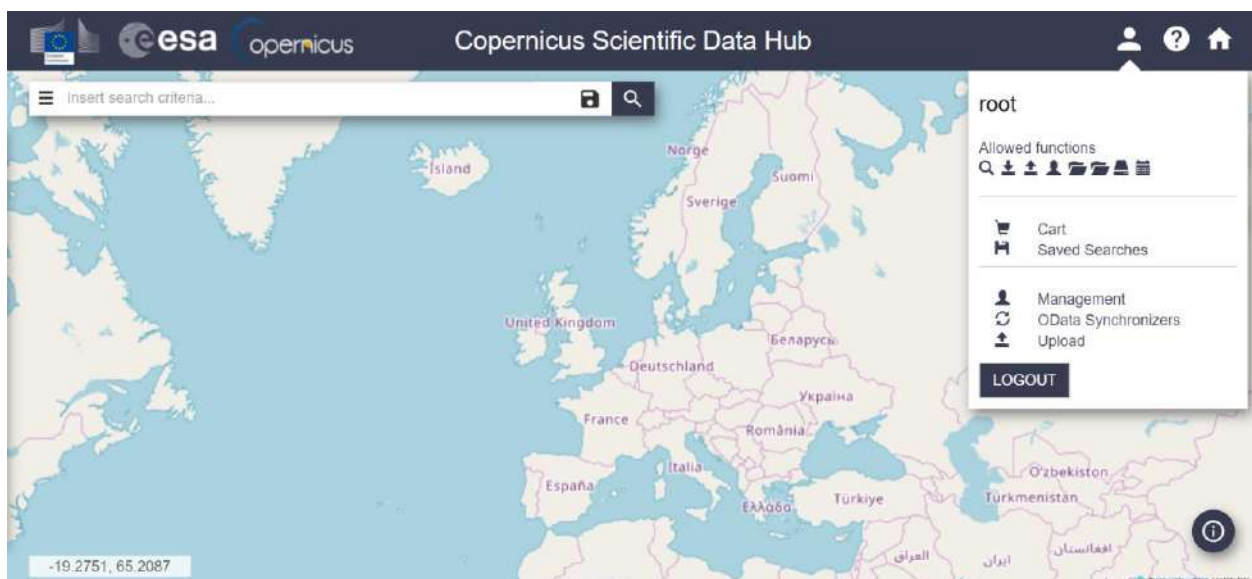 esa
opernicus
Copernicus Scientific Data Hub
Insert search criteria...
root
Allowed functions
Cart
Saved Searches
Management
OData Synchronizers
Upload
LOGOUT
Ísland
Norge
Suomi
Sverige
United Kingdom
Беларусь
Deutschland
Україна
France
România
Italia
España
Ελλάδα
Türkiye
O'zbekiston
Türkmenistan
العراق
ایران
افغانستان
-19.2751, 65.2087